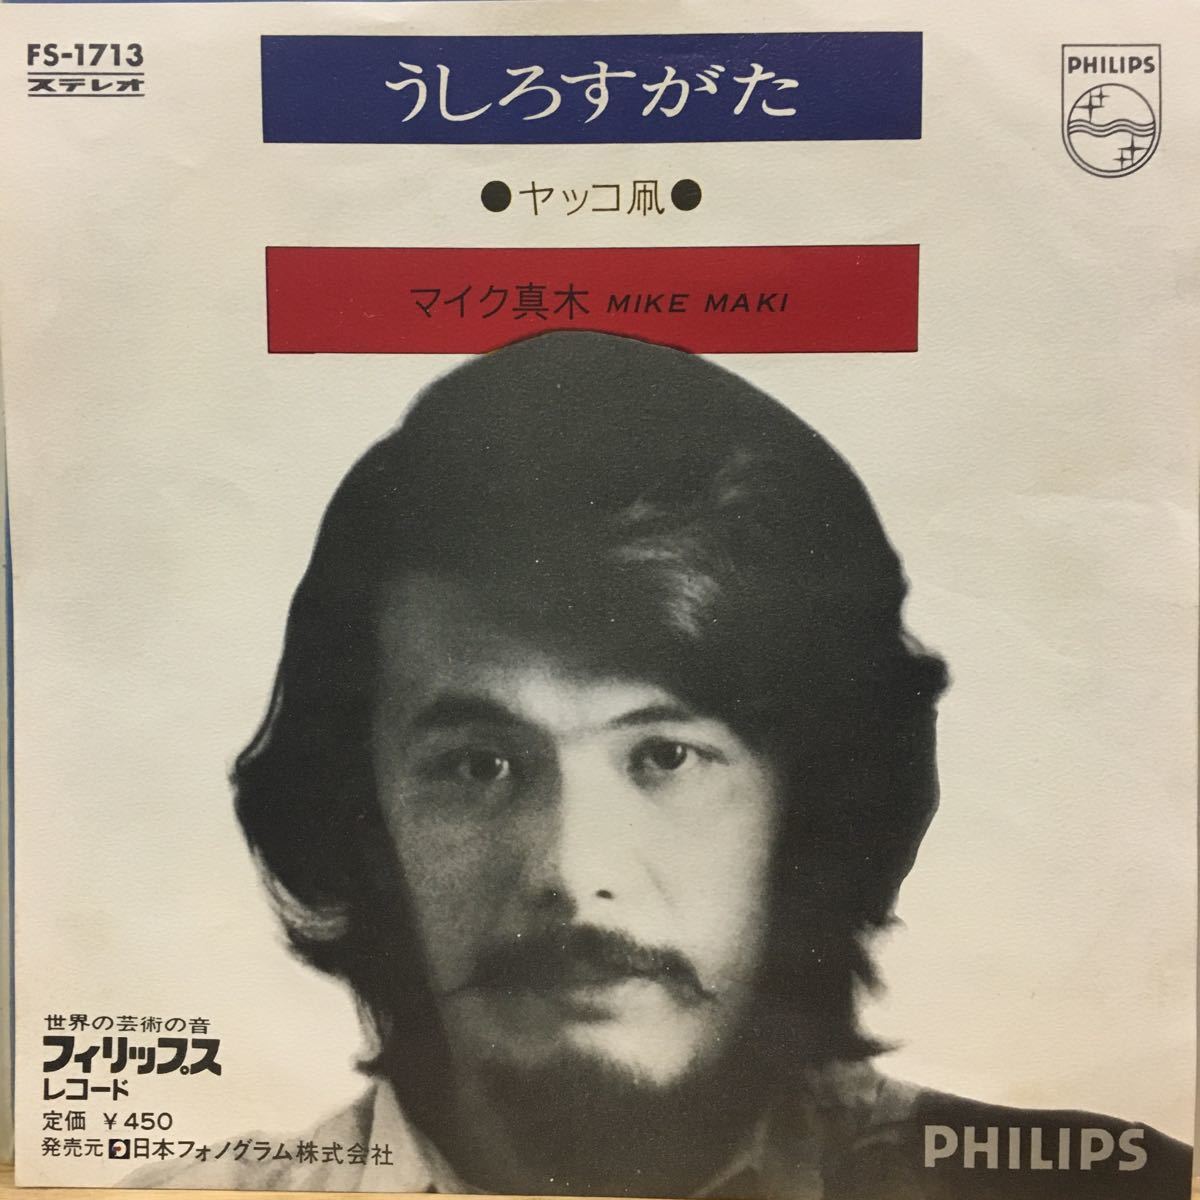 FS-1713
ステレオ
うしろすがた
PHILIPS
●ヤッコ凧●
マイク真木 MIKE MAKI
世界の芸術の音
フィリップス
レコード
定価 ¥450
発売元 日本フォノグラム株式会社
PHILIPS